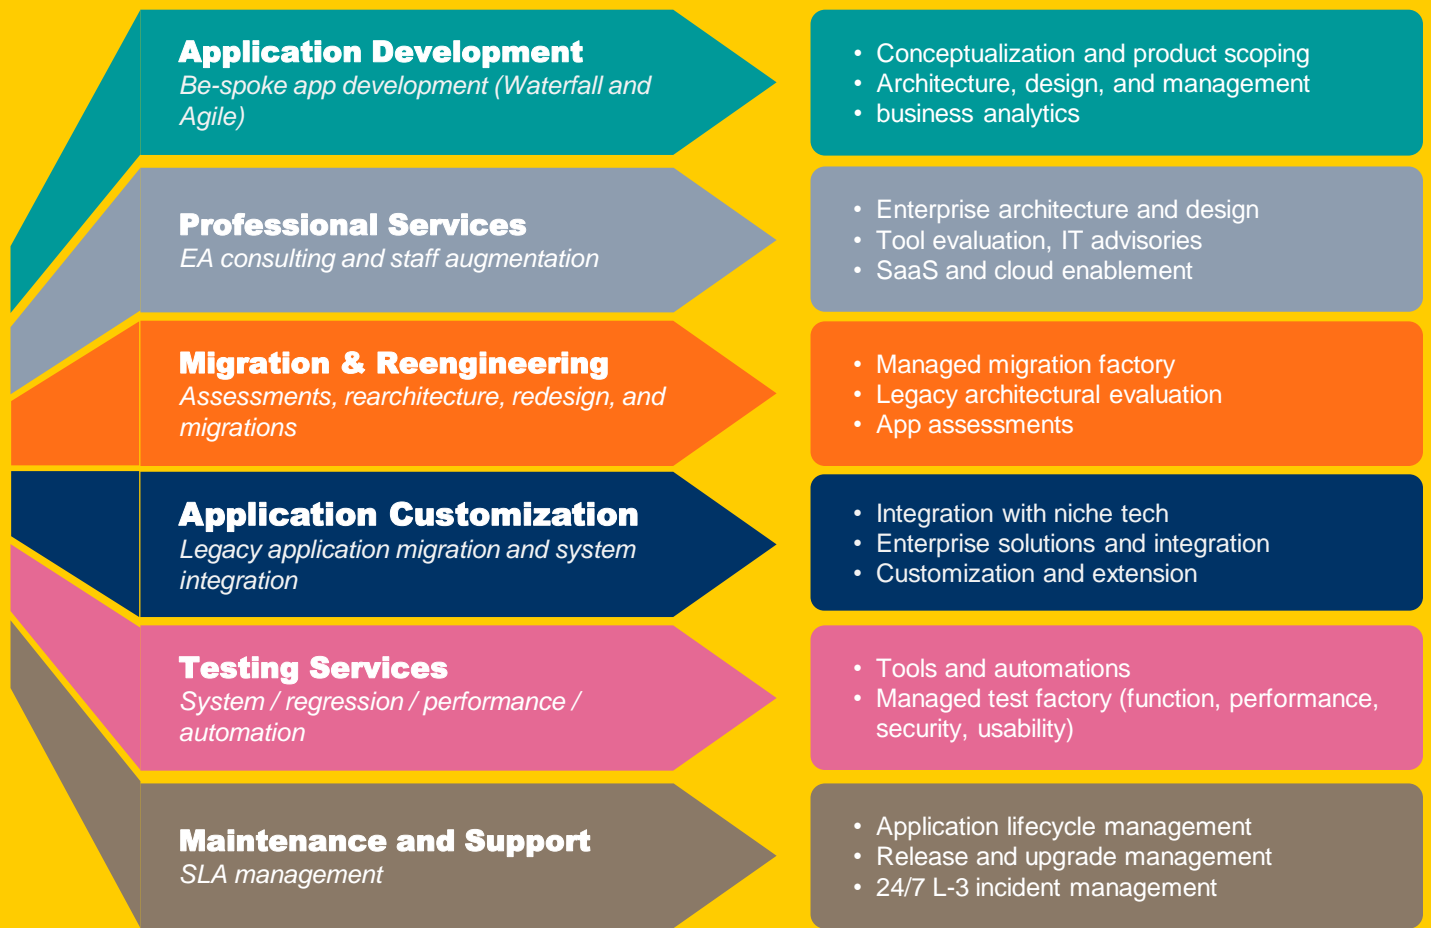 Application Development
Be-spoke app development (Waterfall and
Agile)
• Conceptualization and product scoping
• Architecture, design, and management
• business analytics
Professional Services
EA consulting and staff augmentation
• Enterprise architecture and design
• Tool evaluation, IT advisories
• SaaS and cloud enablement
Migration & Reengineering
Assessments, rearchitecture, redesign, and
migrations
• Managed migration factory
• Legacy architectural evaluation
• App assessments
Application Customization
Legacy application migration and system
integration
• Integration with niche tech
• Enterprise solutions and integration
• Customization and extension
Testing Services
System / regression / performance /
automation
• Tools and automations
• Managed test factory (function, performance,
security, usability)
Maintenance and Support
SLA management
• Application lifecycle management
• Release and upgrade management
• 24/7 L-3 incident management